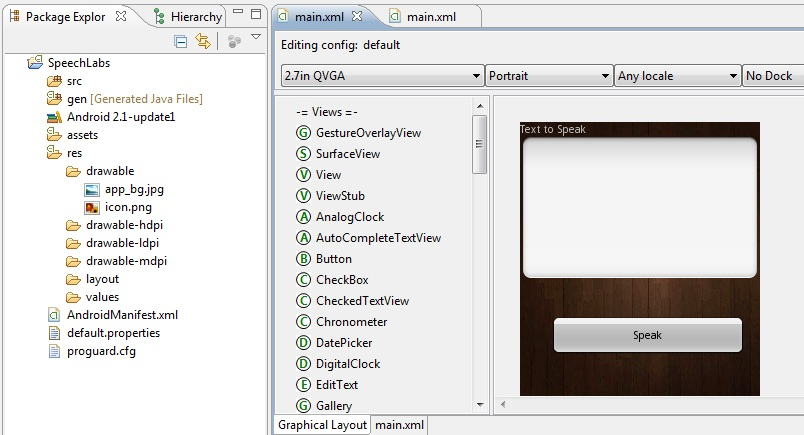 Package Explor
Hierarchy
SpeechLabs
src
gen [Generated Java Files]
Android 2.1-update1
assets
res
drawable
app_bg.jpg
icon.png
drawable-hdpi
drawable-ldpi
drawable-mdpi
layout
values
AndroidManifest.xml
default.properties
proguard.cfg
main.xml
main.xml
Editing config: default
2.7in QVGA
Portrait
Any locale
No Dock
-= Views =-
G GestureOverlayView
S SurfaceView
V View
V ViewStub
A AnalogClock
A AutoCompleteTextView
B Button
C CheckBox
C CheckedTextView
C Chronometer
D DatePicker
D DigitalClock
E EditText
G Gallery
Text to Speak
Speak
Graphical Layout
main.xml